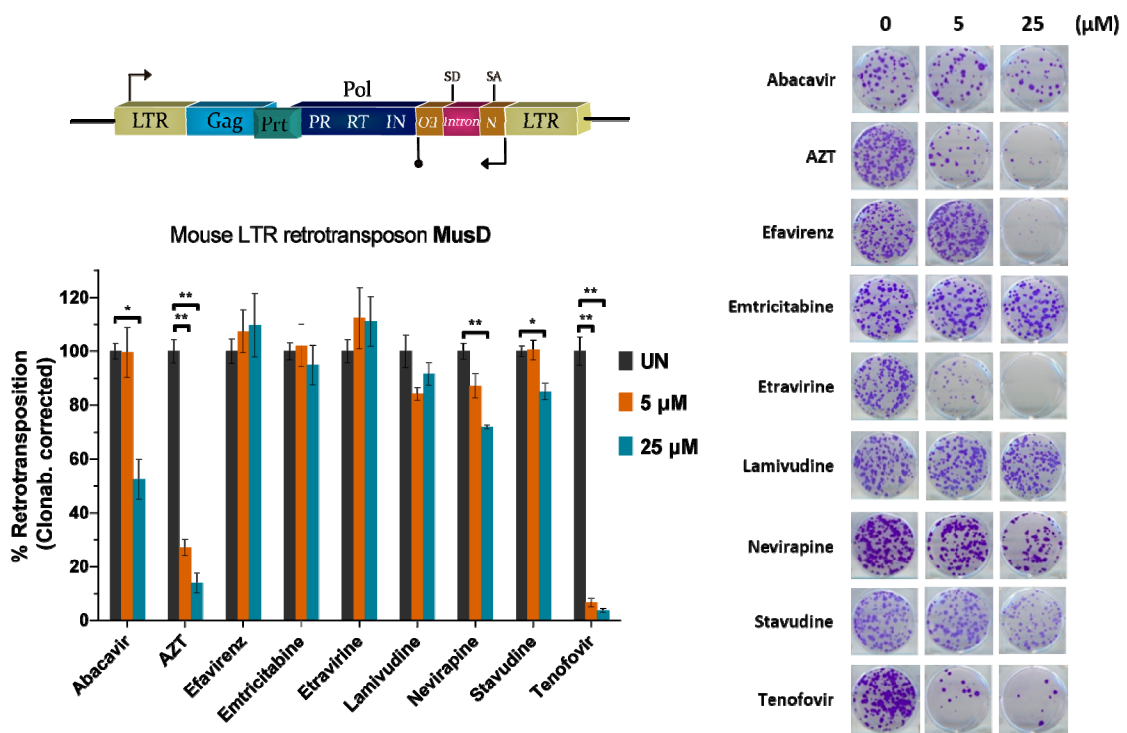 0 5 25 (μM)
Abacavir
AZT
Efavirenz
Emtricitabine
Etravirine
Lamivudine
Nevirapine
Stavudine
Tenofovir
Pol
SD SA
LTR Gag Prt PR RT IN EO Intron N LTR
Mouse LTR retrotransposon MusD
% Retrotransposition
(Clonab. corrected)
120
100
80
60
40
20
0
*
**
**
**
*
**
**
UN
5 μM
25 μM
Abacavir
AZT
Efavirenz
Emtricitabine
Etravirine
Lamivudine
Nevirapine
Stavudine
Tenofovir